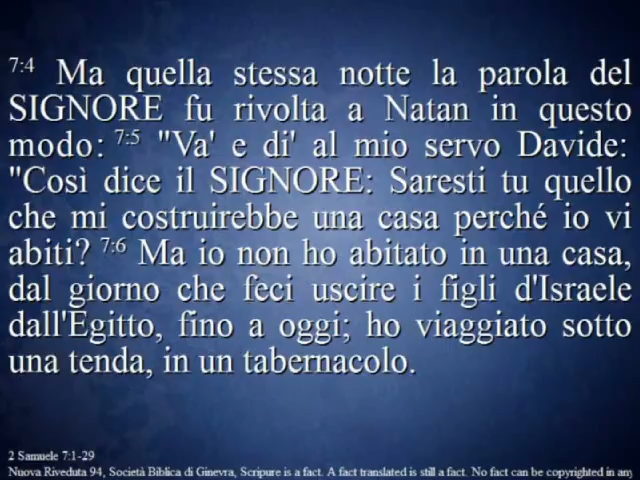 7:4 Ma quella stessa notte la parola del
SIGNORE fu rivolta a Natan in questo
modo: 7:5 "Va' e di' al mio servo Davide:
"Così dice il SIGNORE: Saresti tu quello
che mi costruirebbe una casa perché io vi
abiti? 7:6 Ma io non ho abitato in una casa,
dal giorno che feci uscire i figli d'Israele
dall'Egitto, fino a oggi; ho viaggiato sotto
una tenda, in un tabernacolo.
2 Samuele 7:1-29
Nuova Riveduta 94, Società Biblica di Ginevra, Scripure is a fact. A fact translated is still a fact. No fact can be copyrighted in any